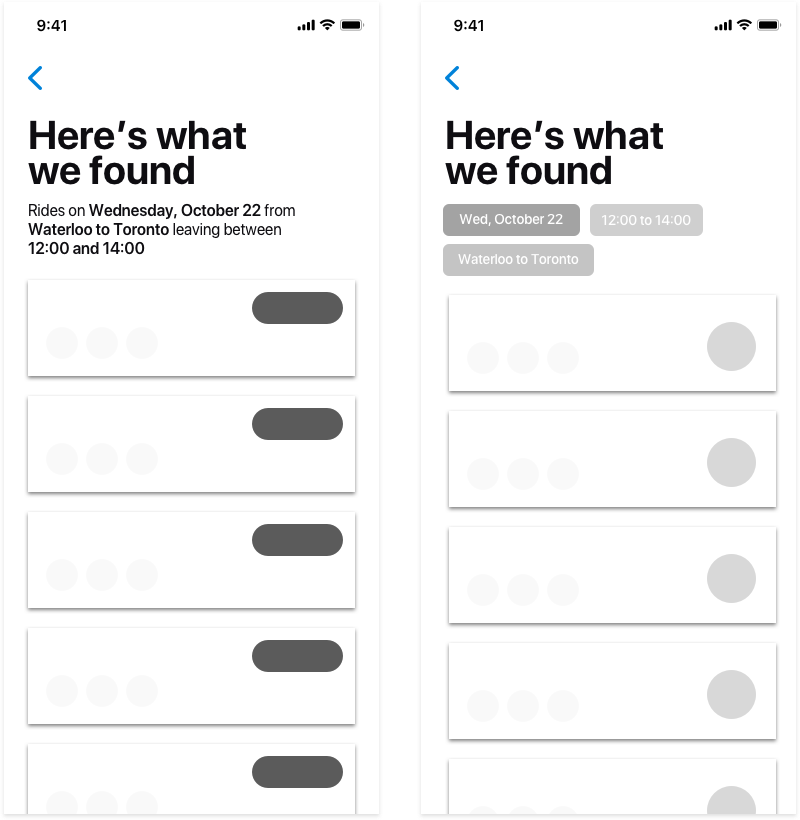 9:41
Here’s what
we found
Rides on Wednesday, October 22 from
Waterloo to Toronto leaving between
12:00 and 14:00
9:41
Here’s what
we found
Wed, October 22
12:00 to 14:00
Waterloo to Toronto